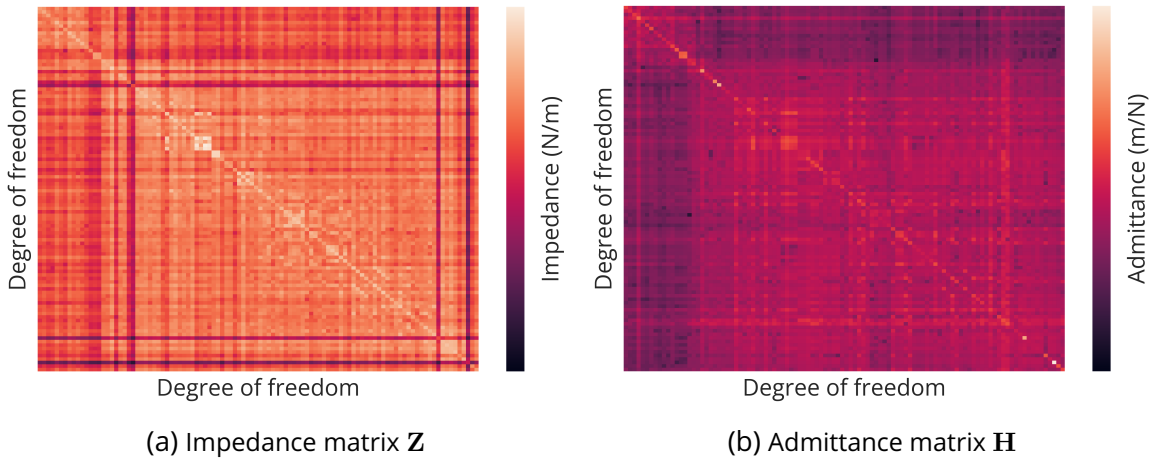 Degree of freedom
Degree of freedom
Impedance (N/m)
(a) Impedance matrix Z
Degree of freedom
Degree of freedom
Admittance (m/N)
(b) Admittance matrix H